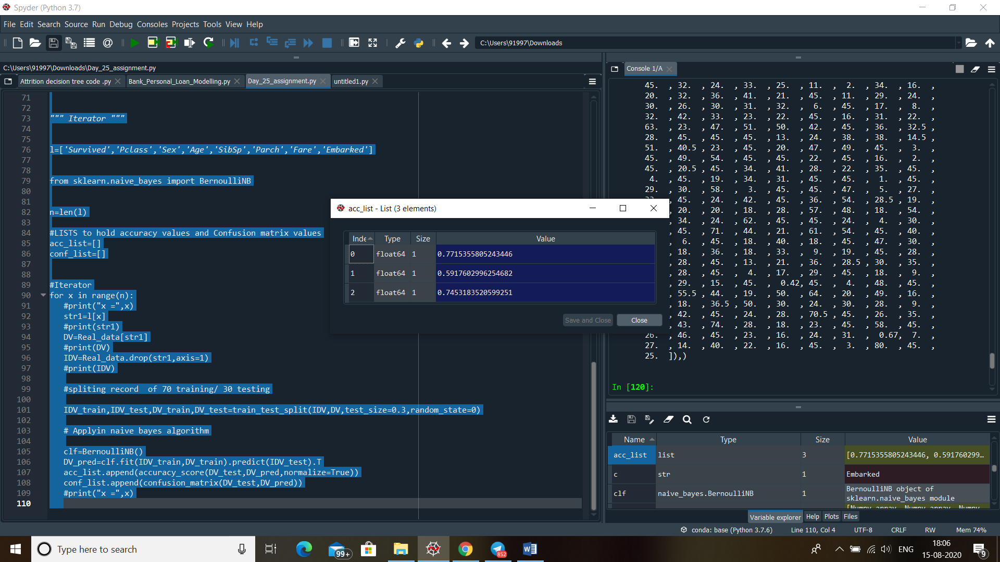 Spyder (Python 3.7)
File Edit Search Source Run Debug Consoles Projects Tools View Help
C:\Users\91997\Downloads
C:\Users\91997\Downloads\Day_25_assignment.py
Attrition decision tree code .py Bank_Personal_Loan_Modelling.py Day_25_assignment.py untitled1.py
71
72
73 """ Iterator """
74
75
76 l=['Survived','Pclass','Sex','Age','SibSp','Parch','Fare','Embarked']
77
78
79 from sklearn.naive_bayes import BernoulliNB
80
81
82 n=len(l)
83
84 #LISTS to hold accuracy values and Confusion matrix values
85 acc_list=[]
86 conf_list=[]
87
88
89 #Iterator
90 for x in range(n):
91 #print("x =",x)
92 str1=l[x]
93 #print(str1)
94 DV=Real_data[str1]
95 #print(DV)
96 IDV=Real_data.drop(str1,axis=1)
97 #print(IDV)
98
99 #spliting record  of 70 training/ 30 testing
100
101 IDV_train,IDV_test,DV_train,DV_test=train_test_split(IDV,DV,test_size=0.3,random_state=0)
102
103 # Applyin naive bayes algorithm
104
105 clf=BernoulliNB()
106 DV_pred=clf.fit(IDV_train,DV_train).predict(IDV_test).T
107 acc_list.append(accuracy_score(DV_test,DV_pred,normalize=True))
108 conf_list.append(confusion_matrix(DV_test,DV_pred))
109 #print("x =",x)
110
acc_list - List (3 elements)
Inde Type Size Value
0 float64 1 0.7715355805243446
1 float64 1 0.5917602996254682
2 float64 1 0.7453183520599251
Save and Close Close
Console 1/A
45.  , 32.  , 24.  , 33.  , 25.  , 11.  ,  2.  , 34.  , 16.  ,
20.  , 32.  , 36.  , 41.  , 21.  , 45.  , 11.  , 29.  , 24.  ,
30.  , 26.  , 30.  , 31.  , 32.  ,  6.  , 45.  , 17.  ,  8.  ,
32.  , 42.  , 33.  , 23.  , 22.  , 45.  , 16.  , 31.  , 22.  ,
63.  , 23.  , 47.  , 51.  , 50.  , 42.  , 45.  , 36.  , 32.5 ,
28.  , 45.  , 45.  , 45.  , 13.  , 24.  , 38.  , 38.  , 14.5 ,
51.  , 40.5 , 23.  , 45.  , 20.  , 47.  , 49.  , 45.  ,  3.  ,
45.  , 49.  , 54.  , 45.  , 45.  , 22.  , 45.  , 16.  ,  2.  ,
45.  , 20.5 , 45.  , 34.  , 41.  , 28.  , 22.  , 35.  , 45.  ,
4.  , 45.  , 19.  , 34.  , 31.  , 45.  , 45.  ,  1.  , 45.  ,
29.  , 30.  , 58.  ,  3.  , 45.  , 45.  , 47.  ,  5.  , 27.  ,
, 45.  , 24.  , 42.  , 45.  , 36.  , 54.  , 28.5 , 19.  ,
, 20.  , 20.  , 18.  , 28.  , 57.  , 48.  , 18.  , 54.  ,
, 34.  , 24.  , 62.  , 45.  , 45.  , 24.  ,  4.  , 30.  ,
, 45.  , 71.  , 44.  , 21.  , 61.  , 54.  , 45.  , 40.  ,
,  6.  , 45.  , 18.  , 40.  , 18.  , 45.  , 47.  , 30.  ,
, 18.  , 36.  , 18.  , 33.  ,  9.  , 19.  , 45.  , 28.  ,
, 28.  , 45.  , 13.  , 21.  , 36.  , 28.5 , 30.  , 35.  ,
, 28.  , 45.  ,  4.  , 17.  , 29.  , 45.  , 18.  ,  9.  ,
, 29.  , 15.  , 45.  ,  0.42, 45.  ,  4.  , 48.  , 45.  ,
, 55.5 , 44.  , 19.  , 50.  , 64.  , 20.  , 49.  , 16.  ,
, 18.  , 36.5 , 50.  , 30.  , 24.  , 30.  , 28.  ,  9.  ,
, 42.  , 45.  , 24.  , 28.  , 70.5 , 45.  , 26.  , 35.  ,
, 43.  , 74.  , 28.  , 18.  , 23.  , 45.  , 58.  , 45.  ,
26.  , 46.  , 45.  , 23.  , 16.  , 24.  , 31.  ,  0.67,  7.  ,
27.  , 14.  , 40.  , 22.  , 16.  , 45.  ,  3.  , 80.  , 45.  ,
25.  ]),)
In [120]:
Name Type Size Value
acc_list list 3 [0.7715355805243446, 0.591760299…
c str 1 Embarked
clf naive_bayes.BernoulliNB 1 BernoulliNB object of
sklearn.naive_bayes module
[Numpy array, Numpy array, Numpy
Variable explorer Help Plots Files
conda: base (Python 3.7.6) Line 110, Col 4 UTF-8 CRLF RW Mem 74%
Type here to search
99+
852
ENG
18:06
15-08-2020
9